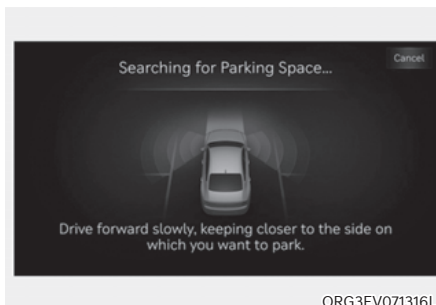 Cancel
Searching for Parking Space...
Drive forward slowly, keeping closer to the side on
which you want to park.
ORG3EV071316L